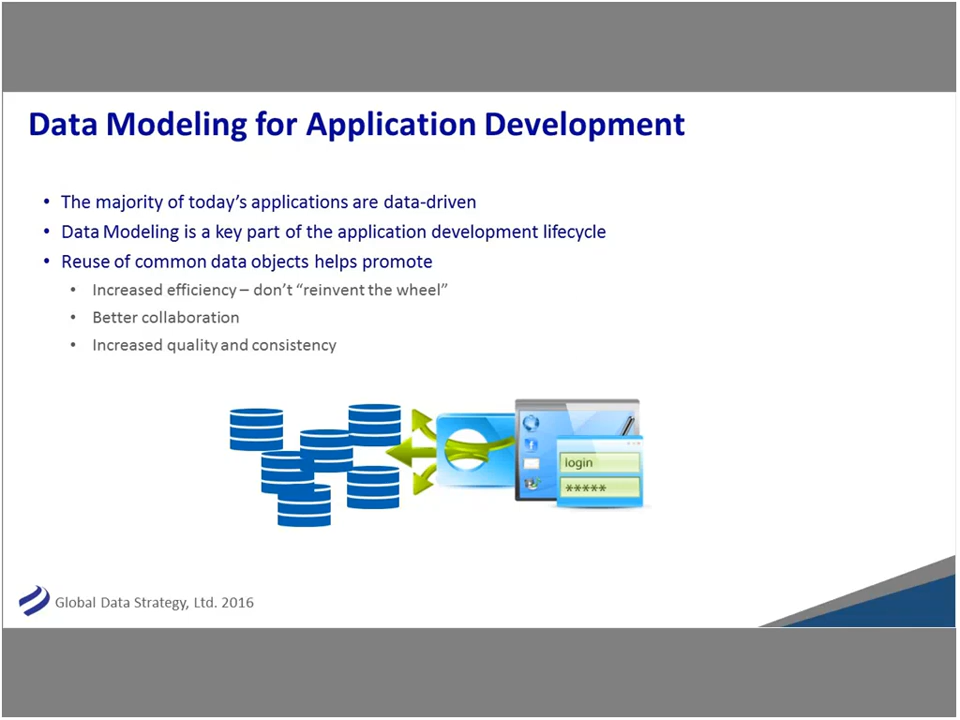 Data Modeling for Application Development
• The majority of today's applications are data-driven
• Data Modeling is a key part of the application development lifecycle
• Reuse of common data objects helps promote
• Increased efficiency – don't “reinvent the wheel”
• Better collaboration
• Increased quality and consistency
login
*****
Global Data Strategy, Ltd. 2016